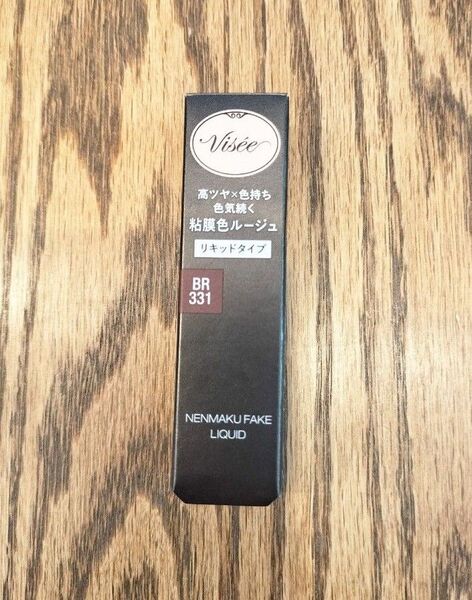 Visée
高ツヤ×色持ち
色気続く
粘膜色ルージュ
リキッドタイプ
BR
331
NENMAKU FAKE
LIQUID